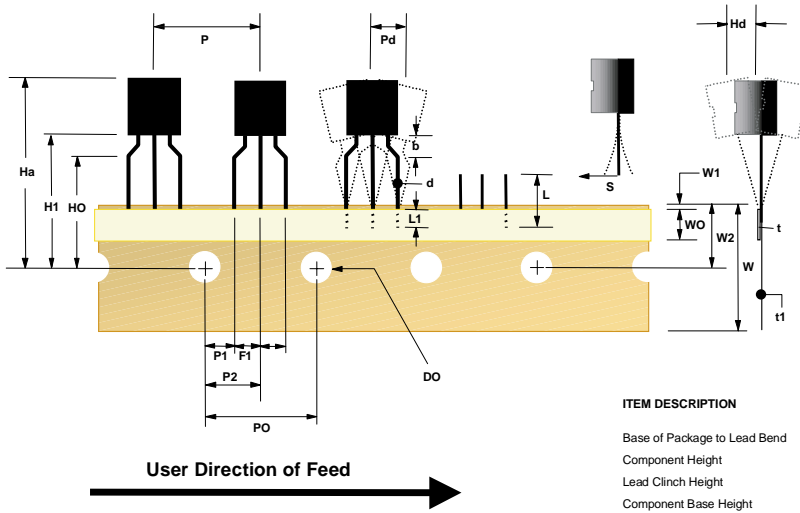 P
Pd
Hd
Ha
H1
HO
b
d
L1
L
S
W1
WO
W2
W
t
t1
P1
F1
P2
PO
DO
User Direction of Feed
ITEM DESCRIPTION
Base of Package to Lead Bend
Component Height
Lead Clinch Height
Component Base Height